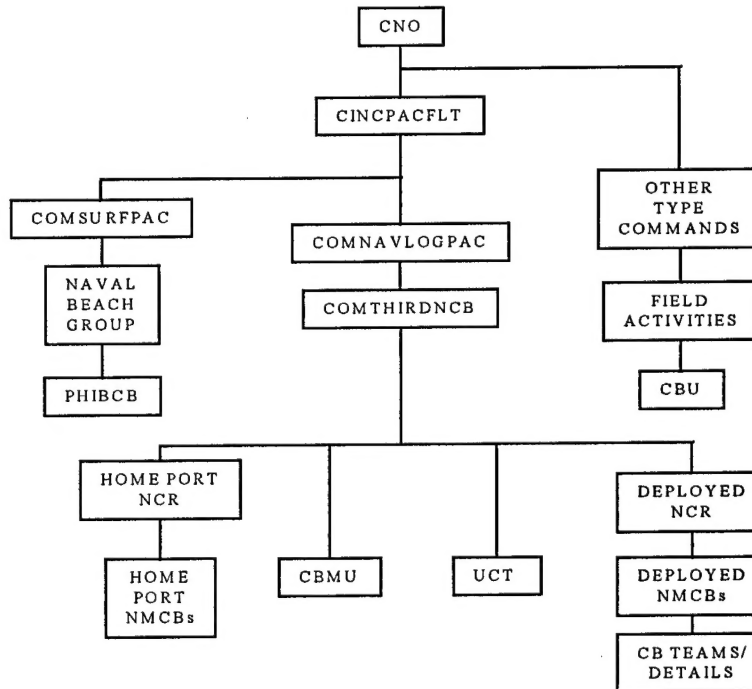 CNO
CINCPACFLT
COMSURFPAC
COMNAVLOGPAC
OTHER
TYPE
COMMANDS
NAVAL
BEACH
GROUP
COMTHIRDNCB
FIELD
ACTIVITIES
PHIBCB
CBU
HOME PORT
NCR
DEPLOYED
NCR
HOME
PORT
NMCBs
CBMU
UCT
DEPLOYED
NMCBs
CB TEAMS/
DETAILS